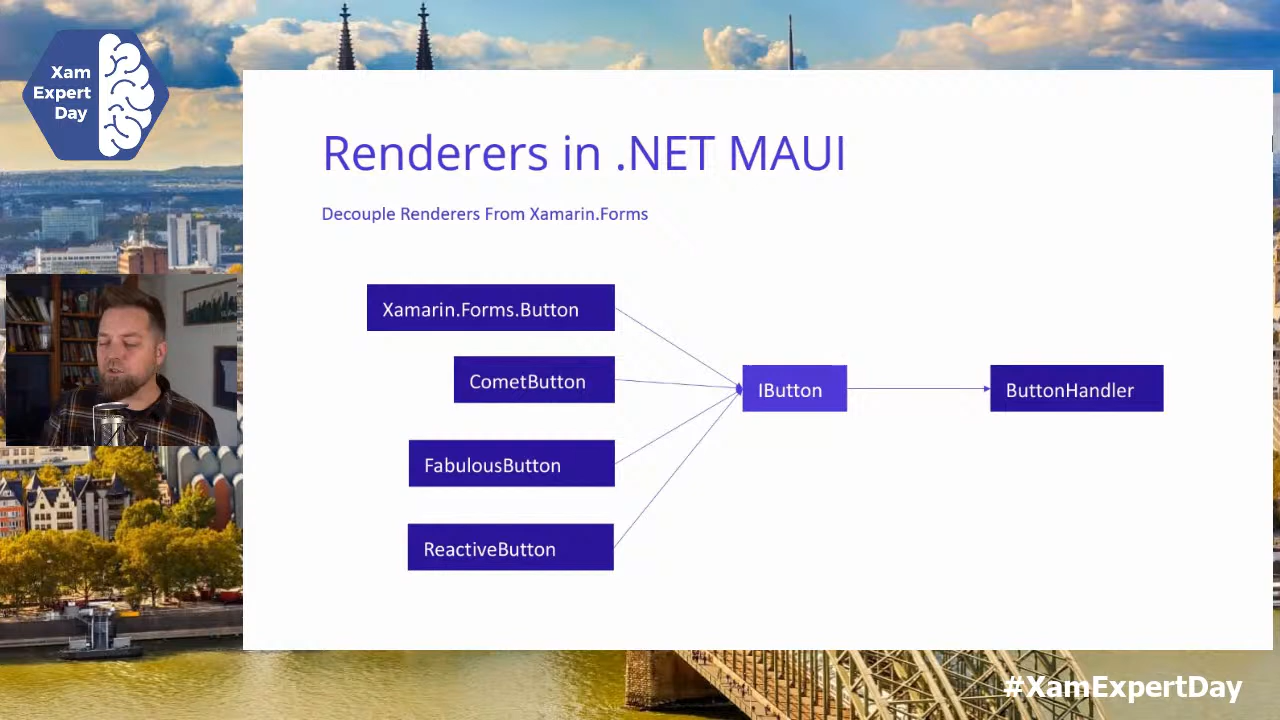 Xam
Expert
Day
Renderers in .NET MAUI
Decouple Renderers From Xamarin.Forms
Xamarin.Forms.Button
CometButton
FabulousButton
ReactiveButton
IButton
ButtonHandler
#XamExpertDay